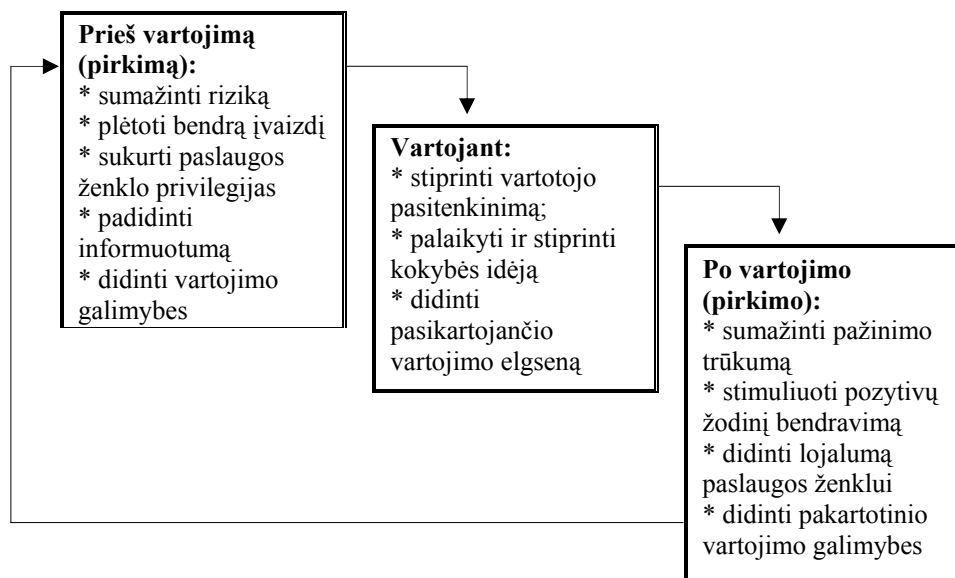 Prieš vartojimą
(pirkimą):
* sumažinti riziką
* plėtoti bendrą įvaizdį
* sukurti paslaugos
ženklo privilegijas
* padidinti
informuotumą
* didinti vartojimo
galimybes
Vartojant:
* stiprinti vartotojo
pasitenkinimą;
* palaikyti ir stiprinti
kokybės idėją
* didinti
pasikartojančio
vartojimo elgseną
Po vartojimo
(pirkimo):
* sumažinti pažinimo
trūkumą
* stimuliuoti pozytivų
žodinį bendravimą
* didinti lojalumą
paslaugos ženklui
* didinti pakartotinio
vartojimo galimybes